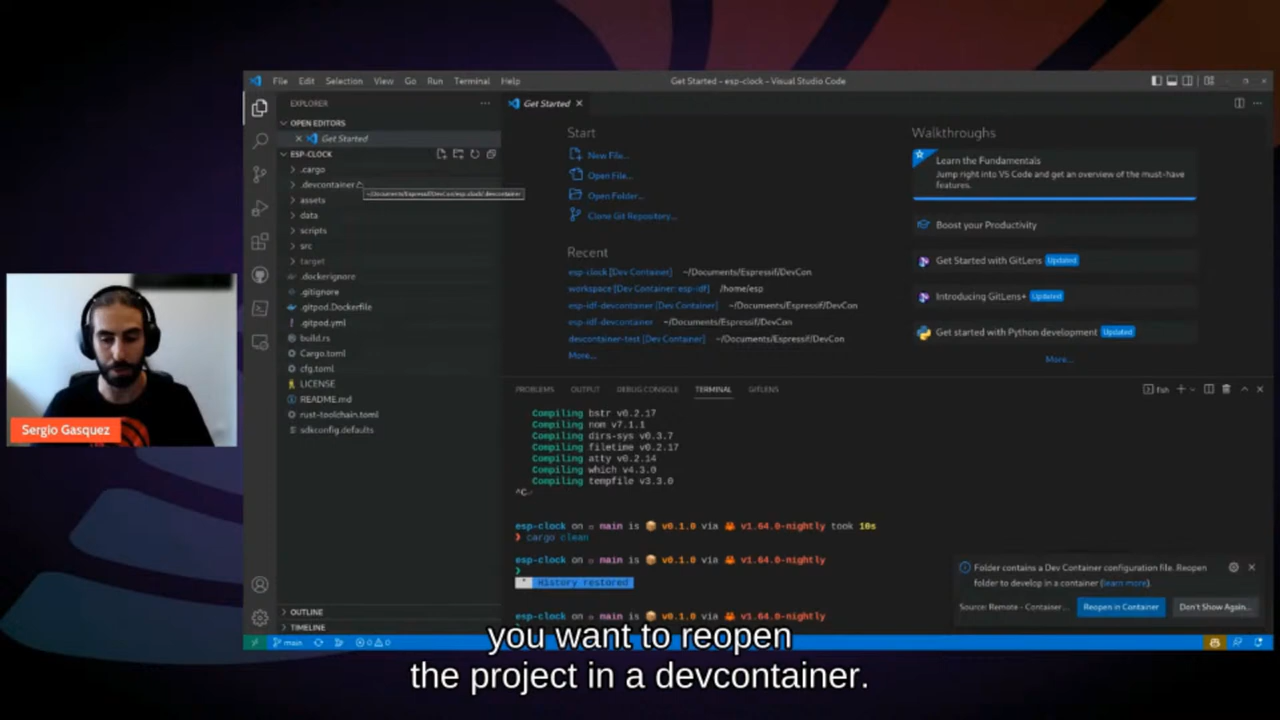 File Edit Selection View Go Run Terminal Help
Get Started - esp-clock - Visual Studio Code
EXPLORER
OPEN EDITORS
Get Started
ESP-CLOCK
.cargo
.devcontainer
~/Documents/Espressif/DevCon/esp-clock/.devcontainer
assets
data
scripts
src
target
.dockerignore
.gitignore
.gitpod.Dockerfile
.gitpod.yml
build.rs
Cargo.toml
cfg.toml
LICENSE
README.md
rust-toolchain.toml
sdkconfig.defaults
OUTLINE
TIMELINE
Get Started
Start
New File...
Open File...
Open Folder...
Clone Git Repository...
Recent
esp-clock [Dev Container] ~/Documents/Espressif/DevCon
workspace [Dev Container: esp-idf] /home/esp
esp-idf-devcontainer [Dev Container] ~/Documents/Espressif/DevCon
esp-idf-devcontainer ~/Documents/Espressif/DevCon
devcontainer-test [Dev Container] ~/Documents/Espressif/DevCon
More...
Walkthroughs
Learn the Fundamentals
Jump right into VS Code and get an overview of the must-have
features.
Boost your Productivity
Get Started with GitLens Updated
Introducing GitLens+ Updated
Get started with Python development Updated
More...
PROBLEMS OUTPUT DEBUG CONSOLE TERMINAL GITLENS
fish
Compiling bstr v0.2.17
Compiling nom v7.1.1
Compiling dirs-sys v0.3.7
Compiling filetime v0.2.17
Compiling atty v0.2.14
Compiling which v4.3.0
Compiling tempfile v3.3.0
^C
esp-clock on main is v0.1.0 via v1.64.0-nightly took 10s
❯ cargo clean
esp-clock on main is v0.1.0 via v1.64.0-nightly
❯
* History restored
esp-clock on main is v0.1.0 via v1.64.0-nightly
Folder contains a Dev Container configuration file. Reopen
folder to develop in a container (learn more).
Source: Remote - Container... Reopen in Container Don't Show Again...
main 0 0
Sergio Gasquez
you want to reopen
the project in a devcontainer.